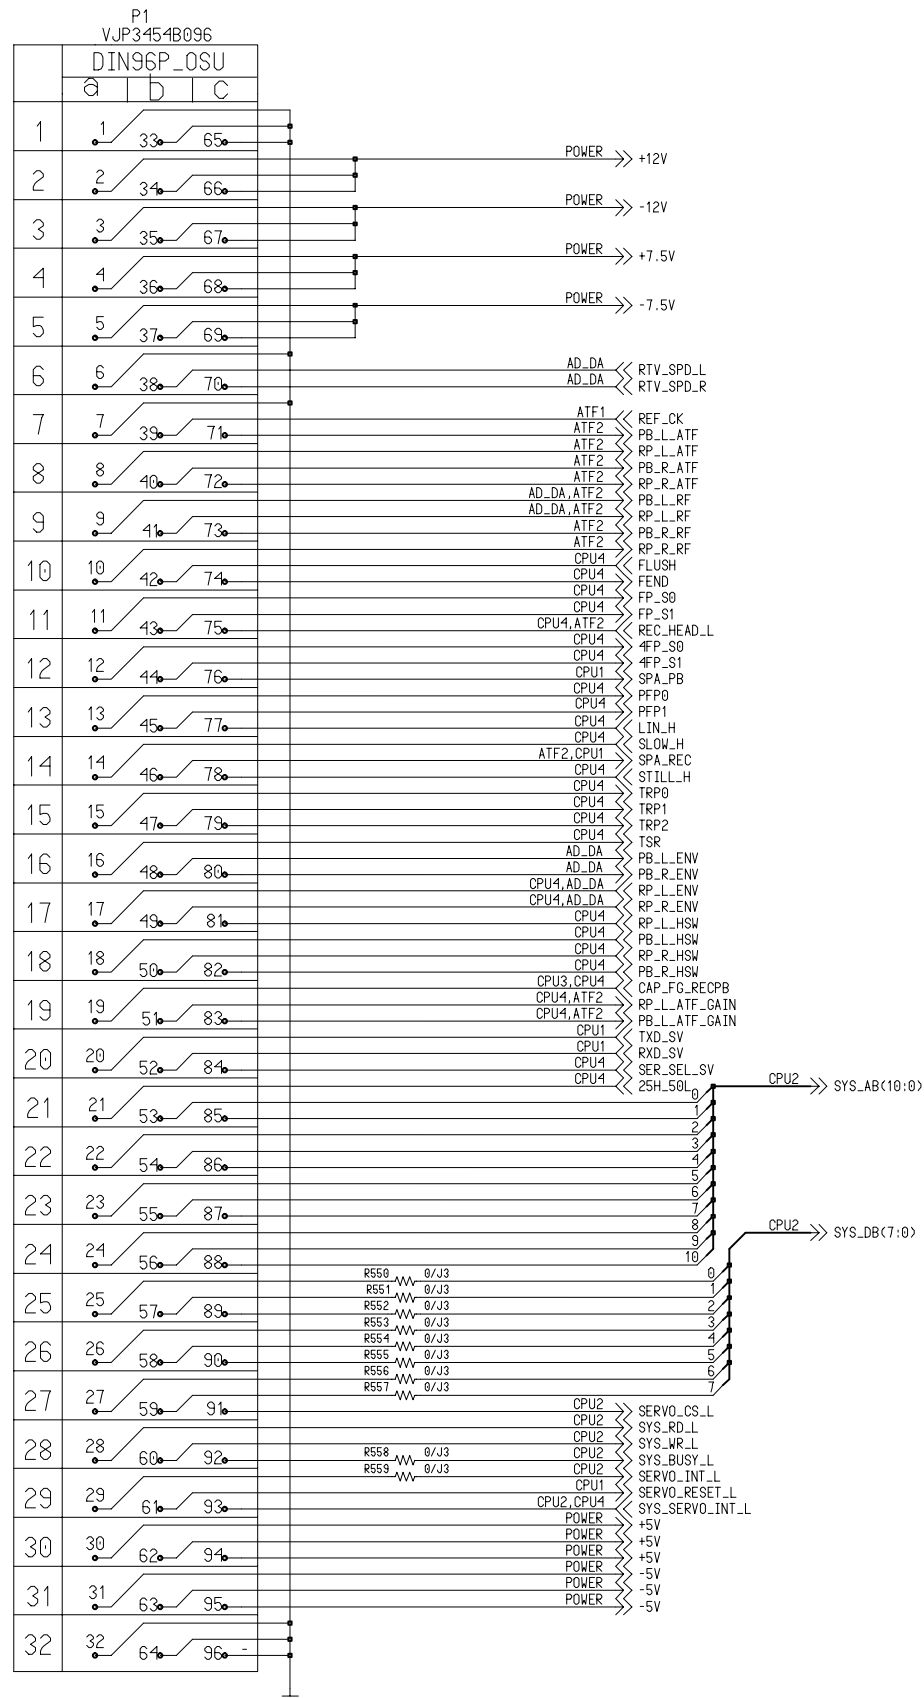 P1
VJP3454B096
DIN96P_OSU
a b c
1 1 33 65
POWER +12V
2 2 34 66
POWER -12V
3 3 35 67
POWER +7.5V
4 4 36 68
POWER -7.5V
5 5 37 69
AD_DA RTV_SPD_L
6 6 38 70 AD_DA RTV_SPD_R
ATF1 REF_CK
7 7 39 71 ATF2 PB_L_ATF
ATF2 RP_L_ATF
ATF2 PB_R_ATF
8 8 40 72 ATF2 RP_R_ATF
AD_DA,ATF2 PB_L_RF
AD_DA,ATF2 RP_L_RF
9 9 41 73 ATF2 PB_R_RF
ATF2 RP_R_RF
CPU4 FLUSH
10 10 42 74 CPU4 FEND
CPU4 FP_S0
CPU4 FP_S1
11 11 43 75 CPU4,ATF2 REC_HEAD_L
CPU4 4FP_S0
CPU4 4FP_S1
12 12 44 76 CPU1 SPA_PB
CPU4 PFP0
CPU4 PFP1
13 13 45 77 CPU4 LIN_H
CPU4 SLOW_H
ATF2,CPU1 SPA_REC
14 14 46 78 CPU4 STILL_H
CPU4 TRP0
CPU4 TRP1
15 15 47 79 CPU4 TRP2
CPU4 TSR
AD_DA PB_L_ENV
16 16 48 80 AD_DA PB_R_ENV
CPU4,AD_DA RP_L_ENV
CPU4,AD_DA RP_R_ENV
17 17 49 81 CPU4 RP_L_HSW
CPU4 PB_L_HSW
CPU4 RP_R_HSW
18 18 50 82 CPU4 PB_R_HSW
CPU3,CPU4 CAP_FG_RECPB
CPU4,ATF2 RP_L_ATF_GAIN
19 19 51 83 CPU4,ATF2 PB_L_ATF_GAIN
CPU1 TXD_SV
CPU1 RXD_SV
20 20 52 84 CPU4 SER_SEL_SV
CPU4 25H_50L
0 CPU2 SYS_AB(10:0)
21 21 53 85 1
2
3
22 22 54 86 4
5
6
23 23 55 87 7
8 CPU2 SYS_DB(7:0)
9
24 24 56 88 10
R550 0/J3 0
R551 0/J3 1
25 25 57 89 R552 0/J3 2
R553 0/J3 3
R554 0/J3 4
26 26 58 90 R555 0/J3 5
R556 0/J3 6
R557 0/J3 7
27 27 59 91 CPU2 SERVO_CS_L
CPU2 SYS_RD_L
CPU2 SYS_WR_L
28 28 60 92 R558 0/J3 CPU2 SYS_BUSY_L
R559 0/J3 CPU2 SERVO_INT_L
CPU1 SERVO_RESET_L
29 29 61 93 CPU2,CPU4 SYS_SERVO_INT_L
POWER +5V
POWER +5V
30 30 62 94 POWER +5V
POWER -5V
POWER -5V
31 31 63 95 POWER -5V
32 32 64 96 -